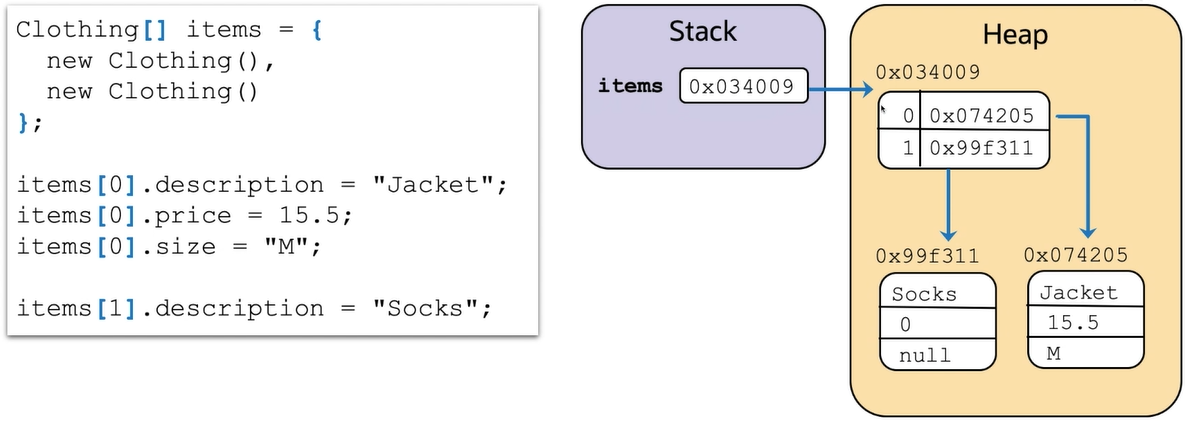 Clothing[] items = {
  new Clothing(),
  new Clothing()
};
items[0].description = "Jacket";
items[0].price = 15.5;
items[0].size = "M";
items[1].description = "Socks";
Stack
items 0x034009
Heap
0x034009
0 0x074205
1 0x99f311
0x99f311
Socks
0
null
0x074205
Jacket
15.5
M